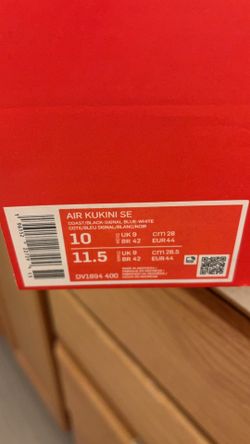 AIR KUKINI SE
COAST/BLACK-SIGNAL BLUE-WHITE
COTE/BLEU SIGNAL/BLANC/NOIR
10 UK 9 CM 28
BR 42 EUR 44
11.5 UK 9 CM 28.5
BR 42 EUR 44
DV1894 400